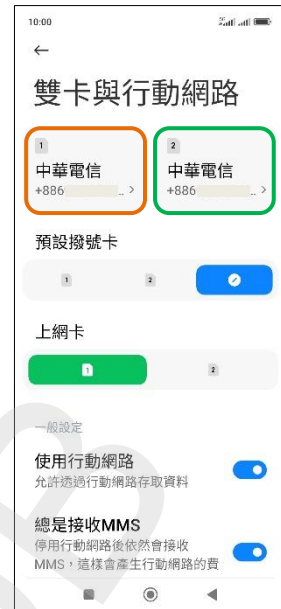 10:00
5G
←
雙卡與行動網路
1
中華電信
+886 .. >
2
中華電信
+886 .. >
預設撥號卡
1
2
上網卡
1
2
一般設定
使用行動網路
允許透過行動網路存取資料
總是接收MMS
停用行動網路後依然會接收
MMS，這樣會產生行動網路的費